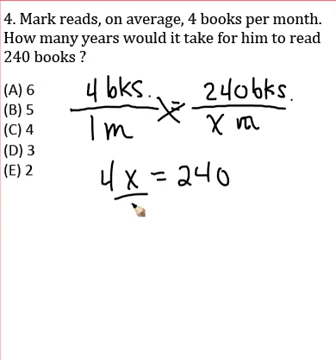 4. Mark reads, on average, 4 books per month.
How many years would it take for him to read
240 books ?
(A) 6
(B) 5
(C) 4
(D) 3
(E) 2
4 bks. / 1 m = 240 bks. / x m
4 x = 240